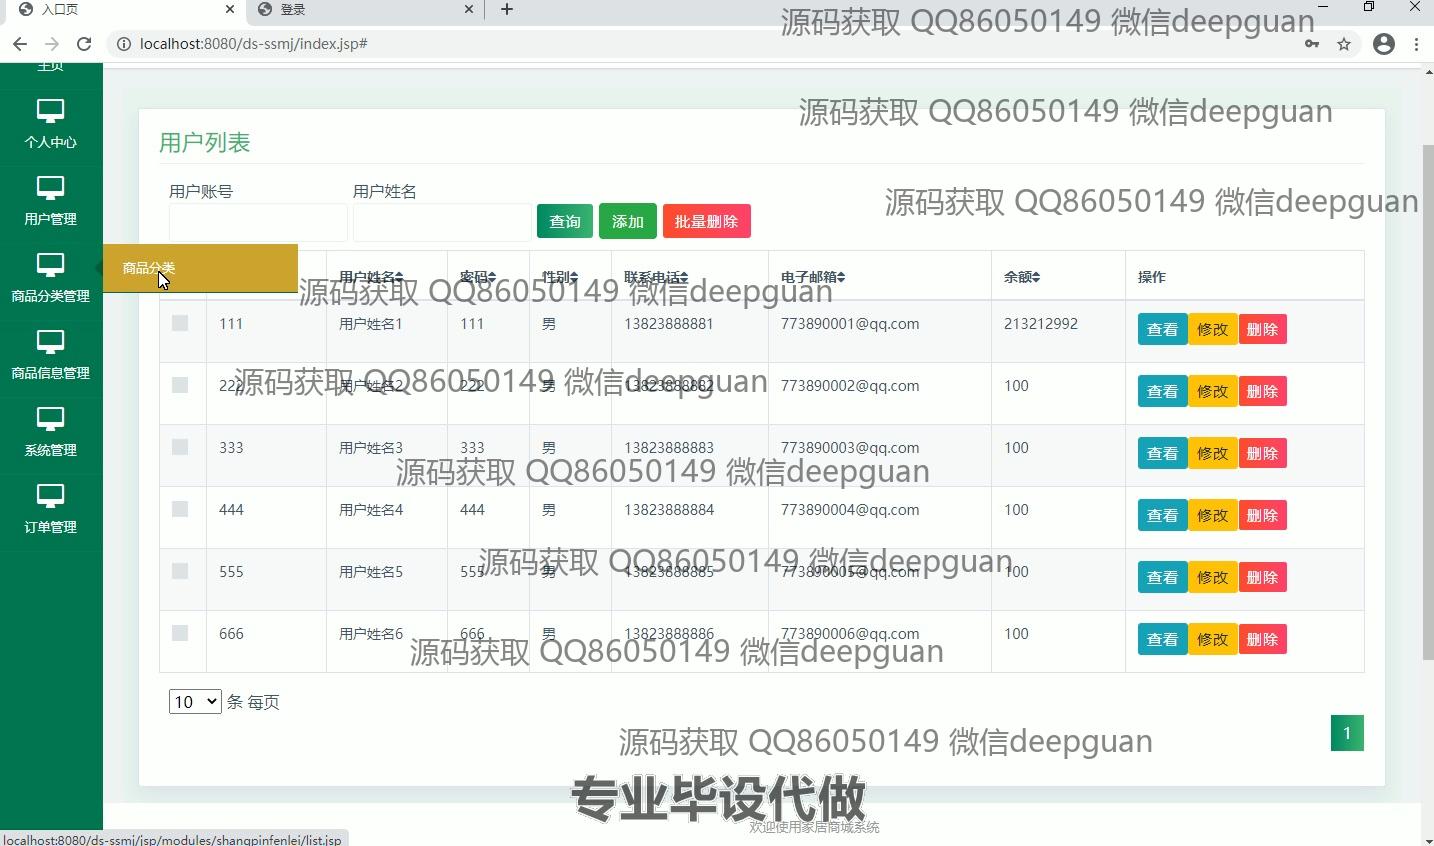 入口页
登录
源码获取 QQ86050149 微信deepguan
localhost:8080/ds-ssmj/index.jsp#
主页
源码获取 QQ86050149 微信deepguan
个人中心
用户列表
用户账号 用户姓名
源码获取 QQ86050149 微信deepguan
用户管理
查询 添加 批量删除
商品分类
用户姓名 密码 性别 联系电话 电子邮箱 余额 操作
商品分类管理
源码获取 QQ86050149 微信deepguan
111 用户姓名1 111 男 13823888881 773890001@qq.com 213212992 查看 修改 删除
商品信息管理
源码获取 QQ86050149 微信deepguan
222 用户姓名2 222 男 13823888882 773890002@qq.com 100 查看 修改 删除
系统管理
333 用户姓名3 333 男 13823888883 773890003@qq.com 100 查看 修改 删除
源码获取 QQ86050149 微信deepguan
444 用户姓名4 444 男 13823888884 773890004@qq.com 100 查看 修改 删除
订单管理
源码获取 QQ86050149 微信deepguan
555 用户姓名5 555 男 13823888885 773890005@qq.com 100 查看 修改 删除
666 用户姓名6 666 男 13823888886 773890006@qq.com 100 查看 修改 删除
源码获取 QQ86050149 微信deepguan
10 条 每页
1
源码获取 QQ86050149 微信deepguan
专业毕设代做
欢迎使用家居商城系统
localhost:8080/ds-ssmj/jsp/modules/shangpinfenlei/list.jsp